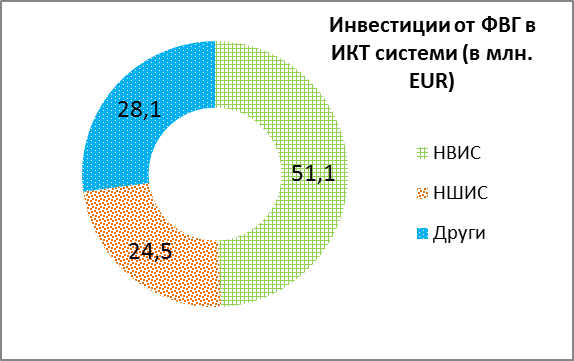 Инвестиции от ФВГ в
ИКТ системи (в млн.
EUR)
28,1
51,1
24,5
НВИС
НШИС
Други